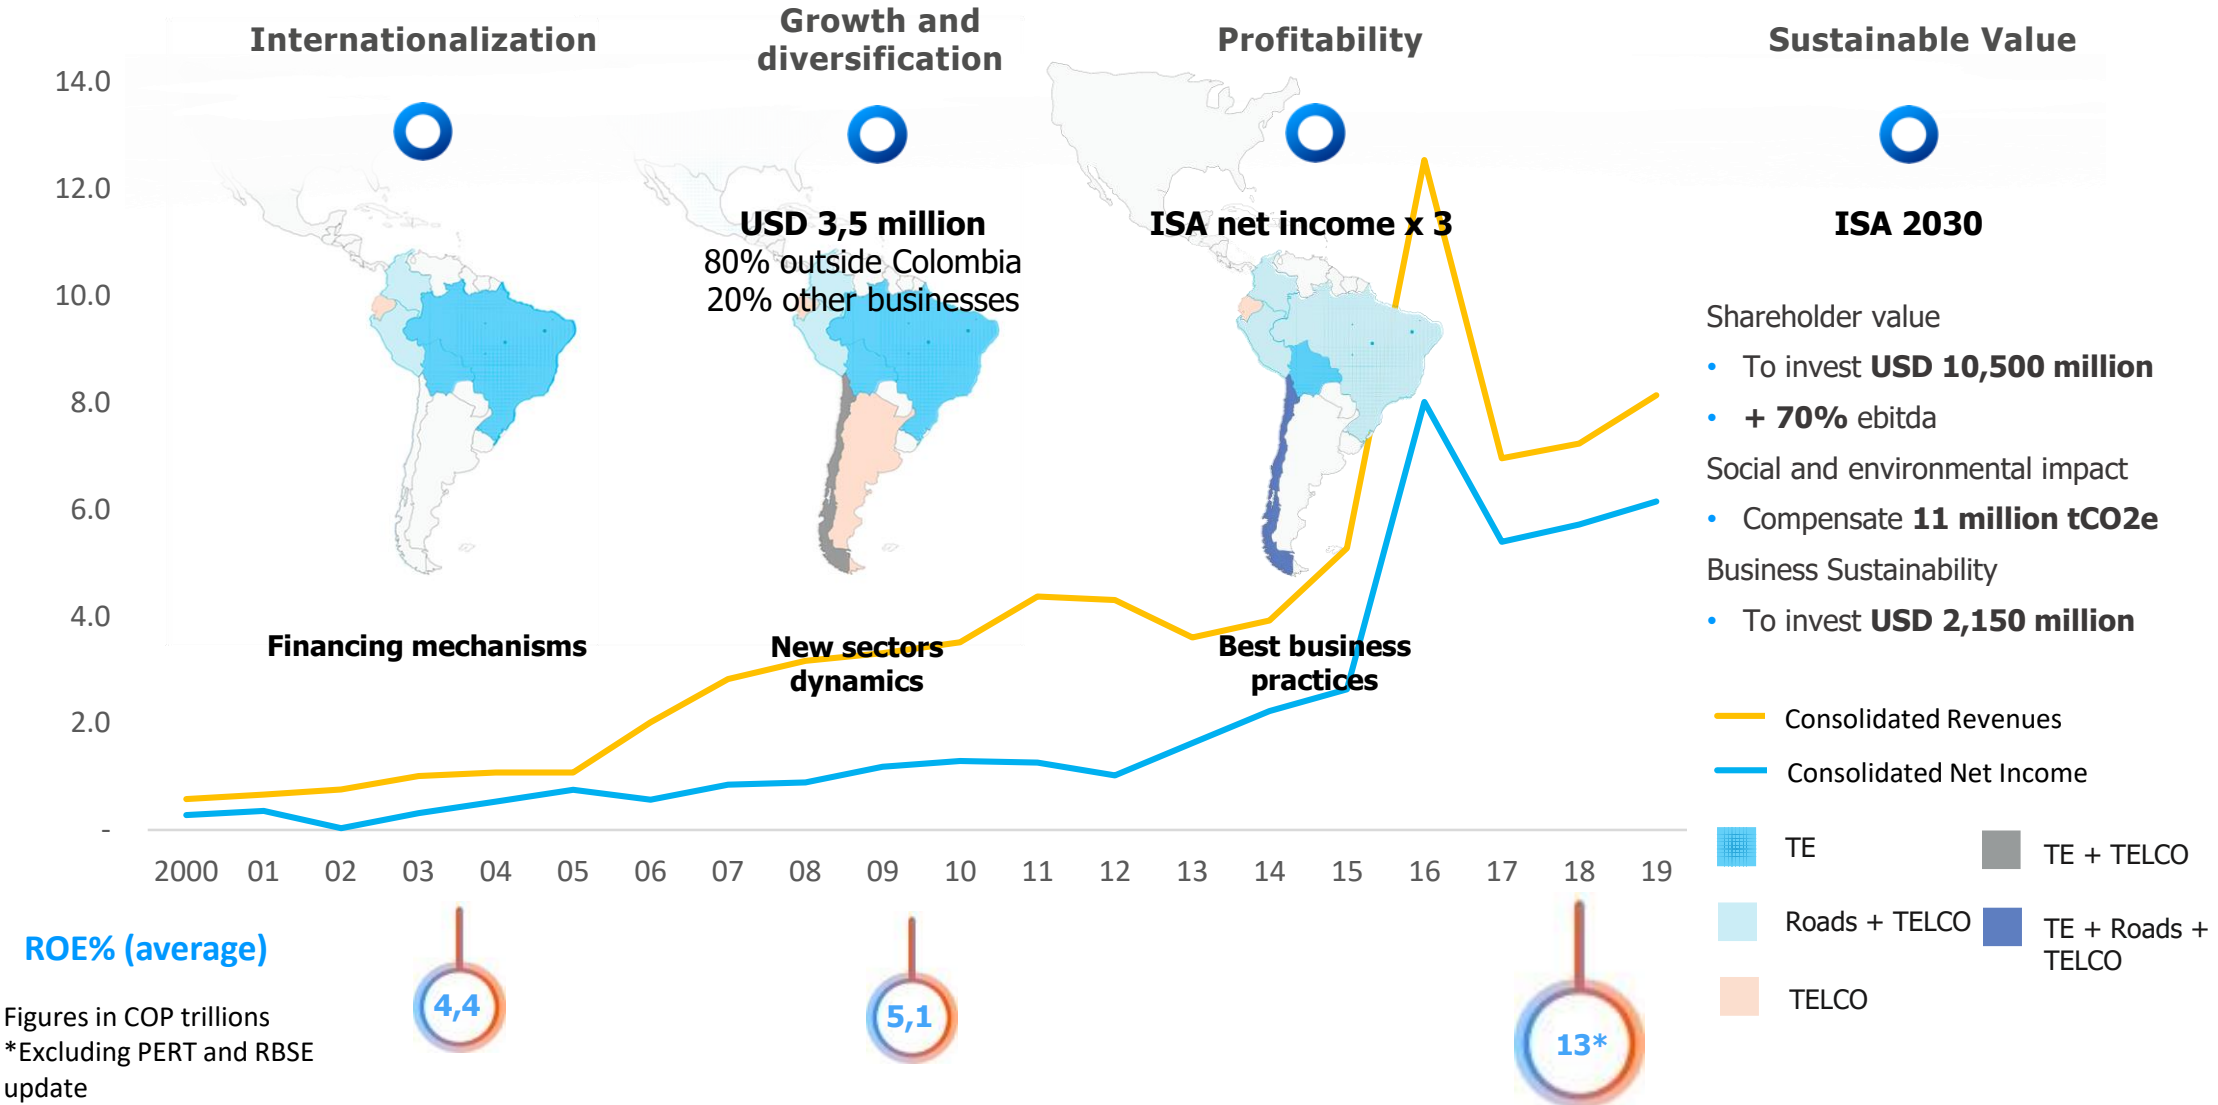 Internationalization
Growth and
diversification
Profitability
Sustainable Value
14.0
12.0
10.0
8.0
6.0
4.0
2.0
-
USD 3,5 million
80% outside Colombia
20% other businesses
ISA net income x 3
ISA 2030
Shareholder value
• To invest USD 10,500 million
• + 70% ebitda
Social and environmental impact
• Compensate 11 million tCO2e
Business Sustainability
• To invest USD 2,150 million
Financing mechanisms
New sectors
dynamics
Best business
practices
Consolidated Revenues
Consolidated Net Income
TE
TE + TELCO
Roads + TELCO
TE + Roads +
TELCO
TELCO
2000 01 02 03 04 05 06 07 08 09 10 11 12 13 14 15 16 17 18 19
ROE% (average)
4,4
5,1
13*
Figures in COP trillions
*Excluding PERT and RBSE
update